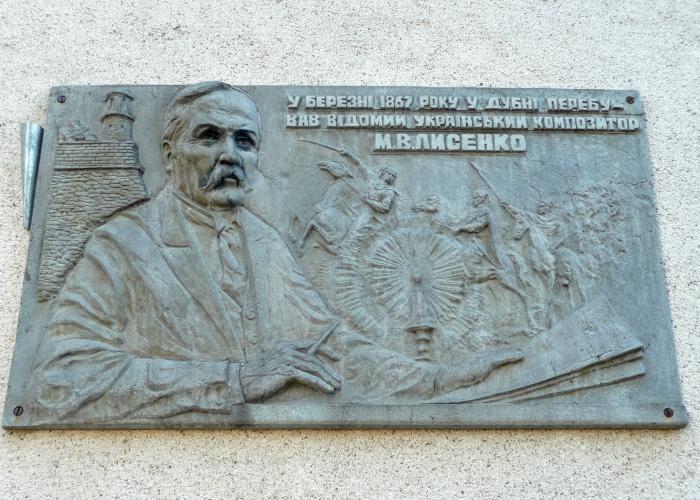 У БЕРЕЗНІ 1867 РОКУ У ДУБНІ ПЕРЕБУ-
ВАВ ВІДОМИЙ УКРАЇНСЬКИЙ КОМПОЗИТОР
М.В.ЛИСЕНКО